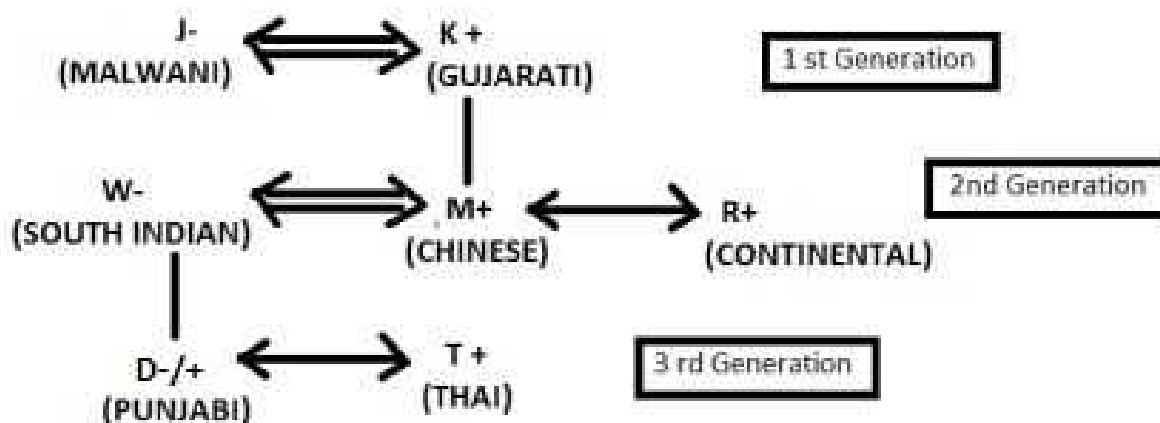 J- K + 1 st Generation
(MALWANI) (GUJARATI)
W- M+ R+ 2nd Generation
(SOUTH INDIAN) (CHINESE) (CONTINENTAL)
D-/+ T + 3 rd Generation
(PUNJABI) (THAI)